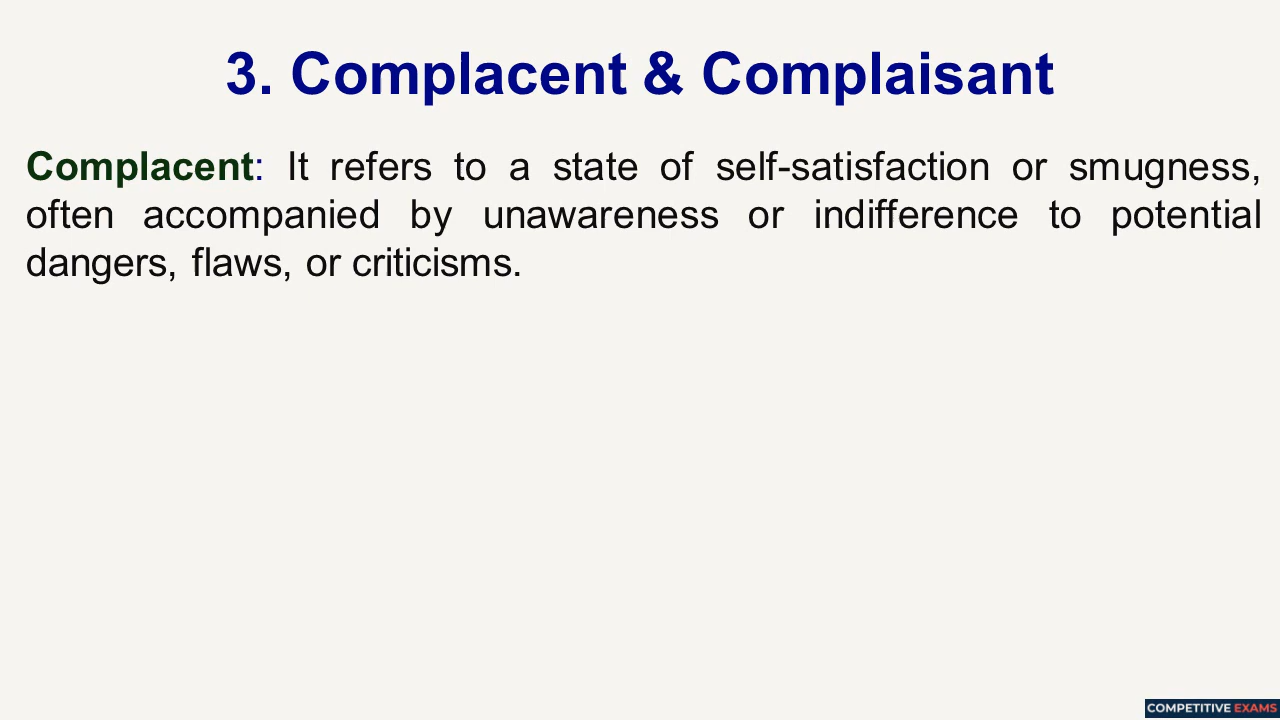 3. Complacent & Complaisant
Complacent: It refers to a state of self-satisfaction or smugness,
often accompanied by unawareness or indifference to potential
dangers, flaws, or criticisms.
COMPETITIVE EXAMS